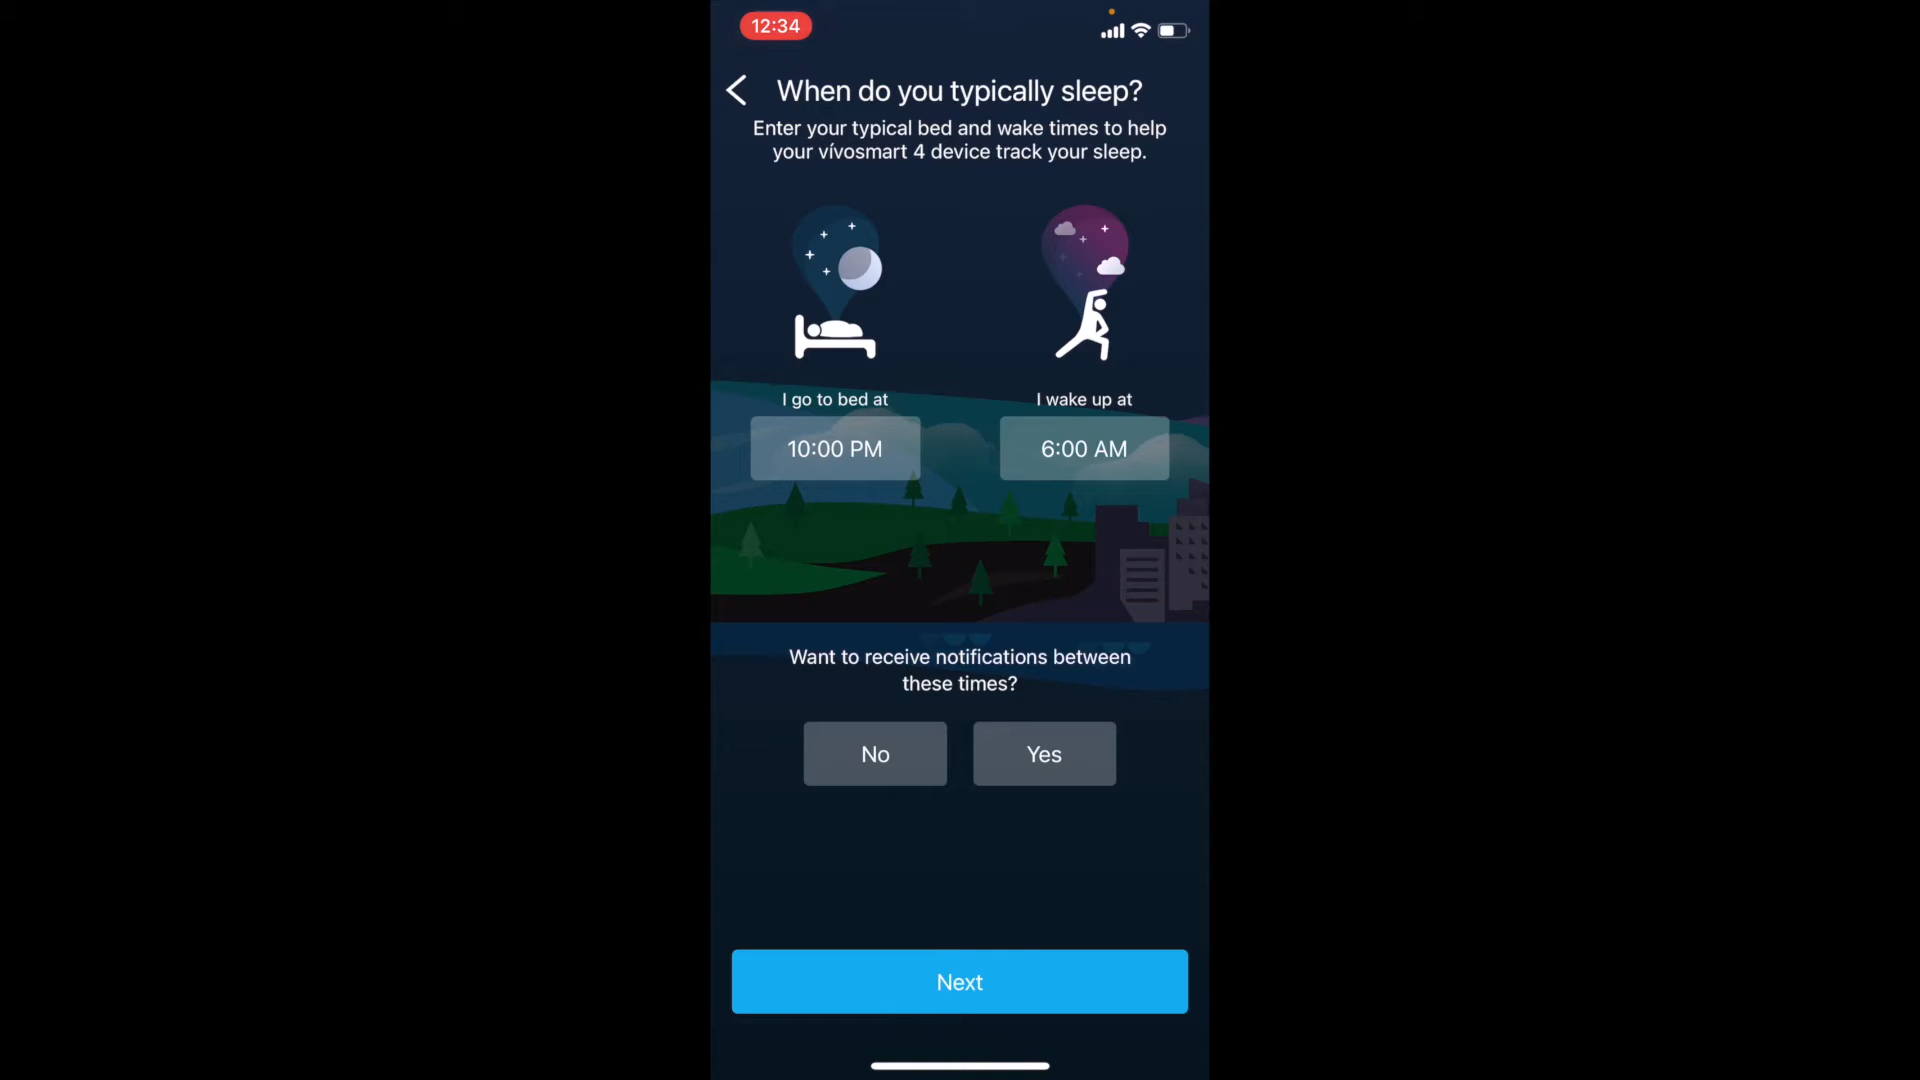 12:34
When do you typically sleep?
Enter your typical bed and wake times to help
your vívosmart 4 device track your sleep.
I go to bed at
I wake up at
10:00 PM
6:00 AM
Want to receive notifications between
these times?
No
Yes
Next